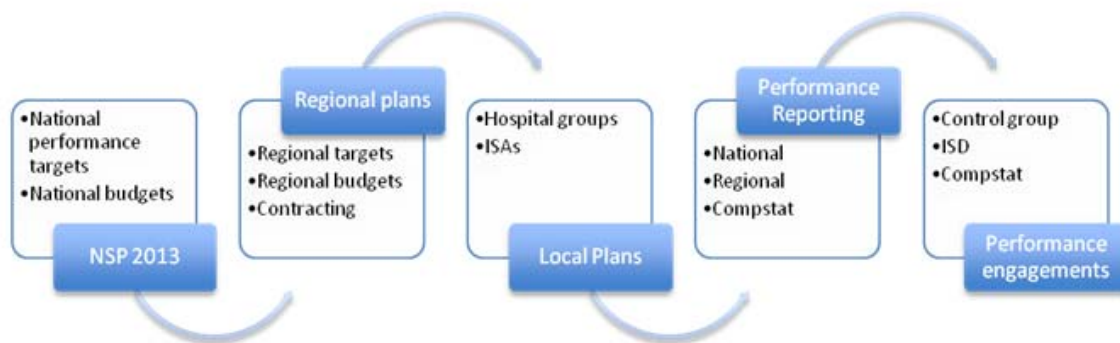 •National
performance
targets
•National budgets
NSP 2013
Regional plans
•Regional targets
•Regional budgets
•Contracting
•Hospital groups
•ISAs
Local Plans
Performance
Reporting
•National
•Regional
•Compstat
•Control group
•ISD
•Compstat
Performance
engagements